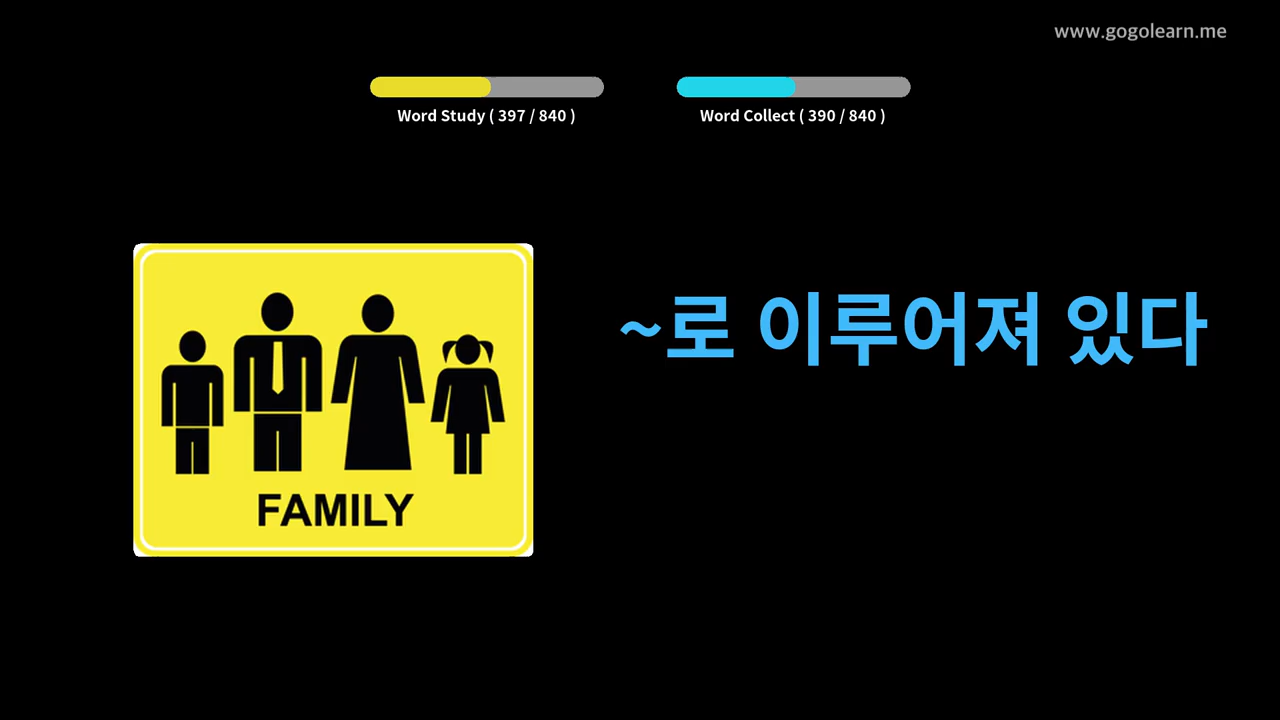 www.gogolearn.me
Word Study ( 397 / 840 )
Word Collect ( 390 / 840 )
~로 이루어져 있다
FAMILY